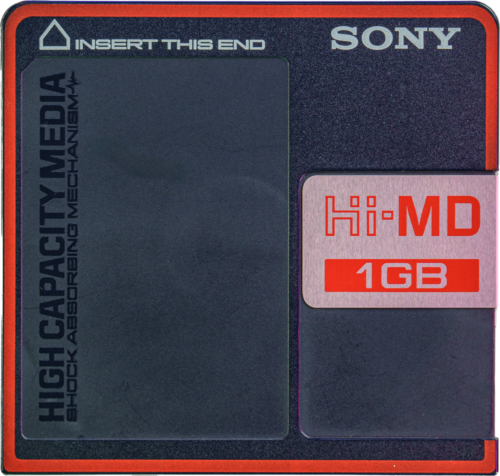 INSERT THIS END
SONY
HIGH CAPACITY MEDIA
SHOCK ABSORBING MECHANISM
Hi-MD
1GB